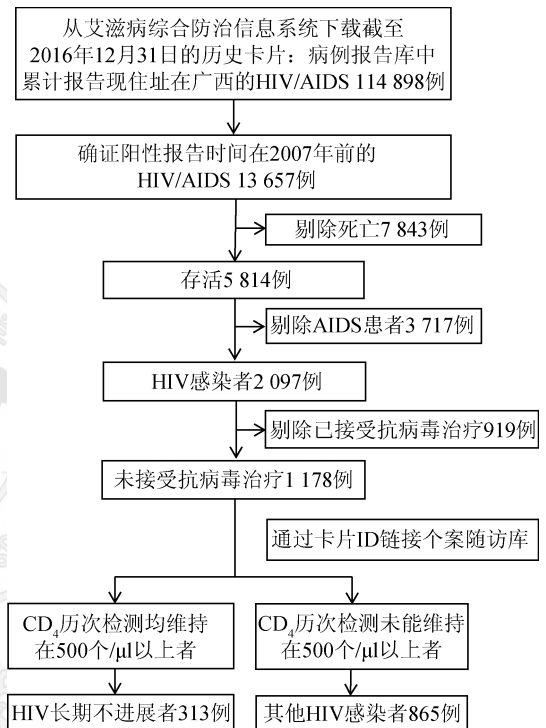 从艾滋病综合防治信息系统下载截至
2016年12月31日的历史卡片：病例报告库中
累计报告现住址在广西的HIV/AIDS 114 898例
确证阳性报告时间在2007年前的
HIV/AIDS 13 657例
剔除死亡7 843例
存活5 814例
剔除AIDS患者3 717例
HIV感染者2 097例
剔除已接受抗病毒治疗919例
未接受抗病毒治疗1 178例
通过卡片ID链接个案随访库
CD₄历次检测均维持
在500个/μl以上者
CD₄历次检测未能维持
在500个/μl以上者
HIV长期不进展者313例
其他HIV感染者865例